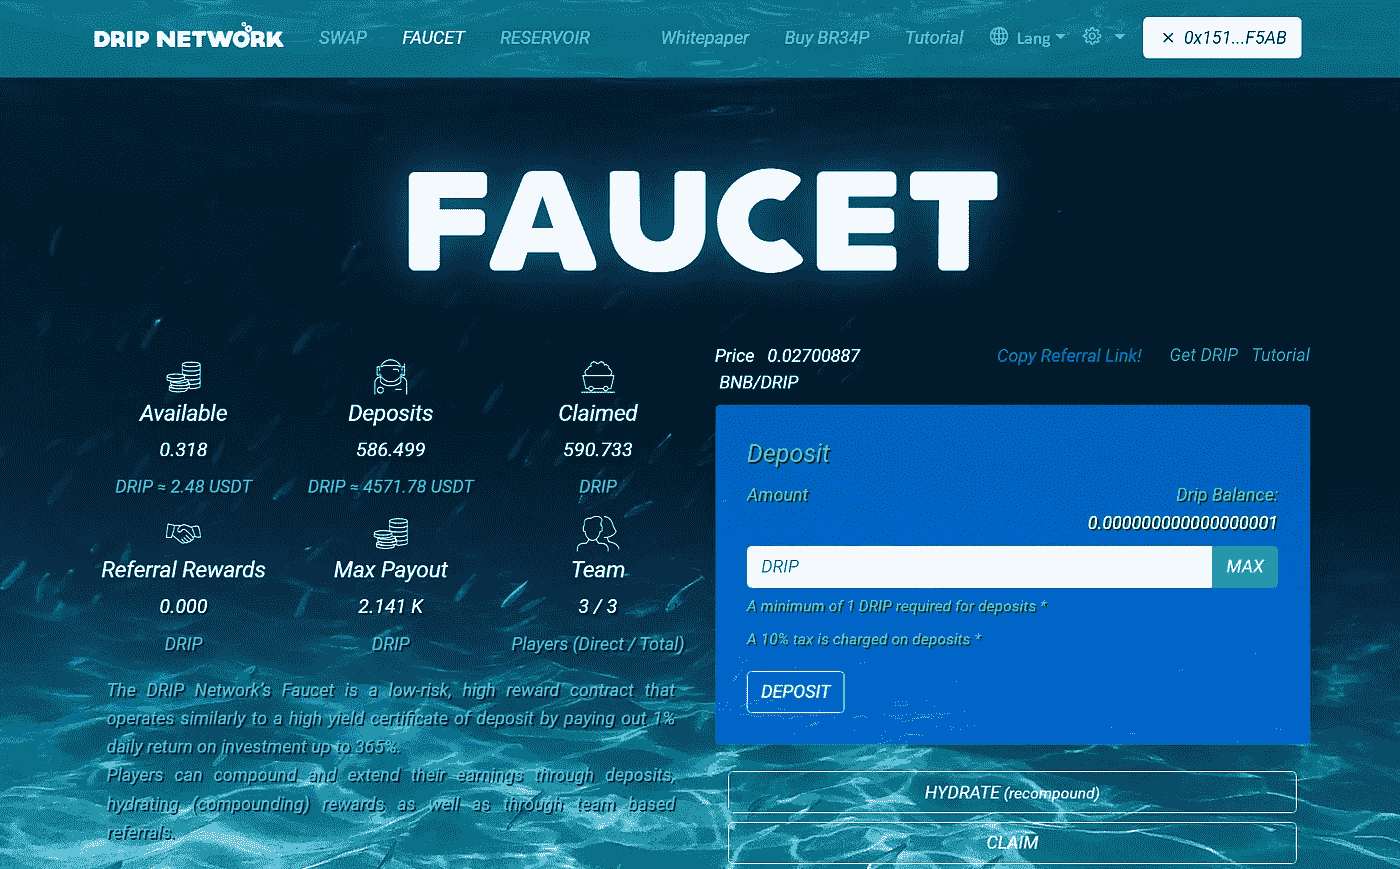 DRIP NETWORK SWAP FAUCET RESERVOIR Whitepaper Buy BR34P Tutorial Lang × 0x151...F5AB
FAUCET
Available Deposits Claimed
0.318 586.499 590.733
DRIP ≈ 2.48 USDT DRIP ≈ 4571.78 USDT DRIP
Referral Rewards Max Payout Team
0.000 2.141 K 3 / 3
DRIP DRIP Players (Direct / Total)
The DRIP Network's Faucet is a low-risk, high reward contract that
operates similarly to a high yield certificate of deposit by paying out 1%
daily return on investment up to 365%.
Players can compound and extend their earnings through deposits,
hydrating (compounding) rewards as well as through team based
referrals.
Price 0.02700887
BNB/DRIP
Copy Referral Link! Get DRIP Tutorial
Deposit
Amount Drip Balance:
0.000000000000000001
DRIP MAX
A minimum of 1 DRIP required for deposits *
A 10% tax is charged on deposits *
DEPOSIT
HYDRATE (recompound)
CLAIM